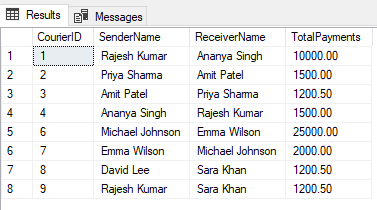 Results Messages
CourierID SenderName ReceiverName TotalPayments
1 1 Rajesh Kumar Ananya Singh 10000.00
2 2 Priya Sharma Amit Patel 1500.00
3 3 Amit Patel Priya Sharma 1200.50
4 4 Ananya Singh Rajesh Kumar 1500.00
5 6 Michael Johnson Emma Wilson 25000.00
6 7 Emma Wilson Michael Johnson 2000.00
7 8 David Lee Sara Khan 1200.50
8 9 Rajesh Kumar Sara Khan 1200.50